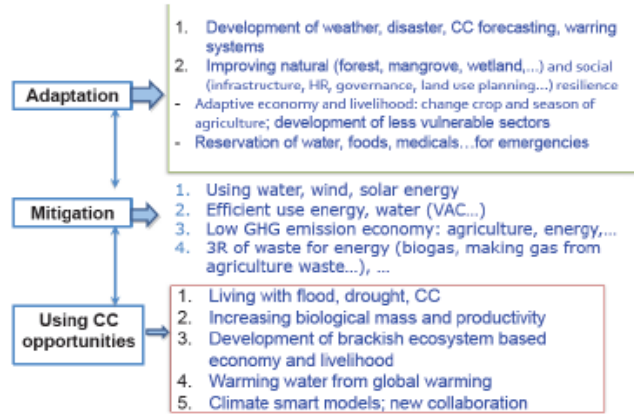 1. Development of weather, disaster, CC forecasting, warring
systems
2. Improving natural (forest, mangrove, wetland,...) and social
(infrastructure, HR, governance, land use planning...) resilience
- Adaptive economy and livelihood: change crop and season of
agriculture; development of less vulnerable sectors
- Reservation of water, foods, medicals...for emergencies
Adaptation
1. Using water, wind, solar energy
2. Efficient use energy, water (VAC...)
3. Low GHG emission economy: agriculture, energy,...
4. 3R of waste for energy (biogas, making gas from
agriculture waste...), ...
Mitigation
1. Living with flood, drought, CC
2. Increasing biological mass and productivity
3. Development of brackish ecosystem based
economy and livelihood
4. Warming water from global warming
5. Climate smart models; new collaboration
Using CC
opportunities